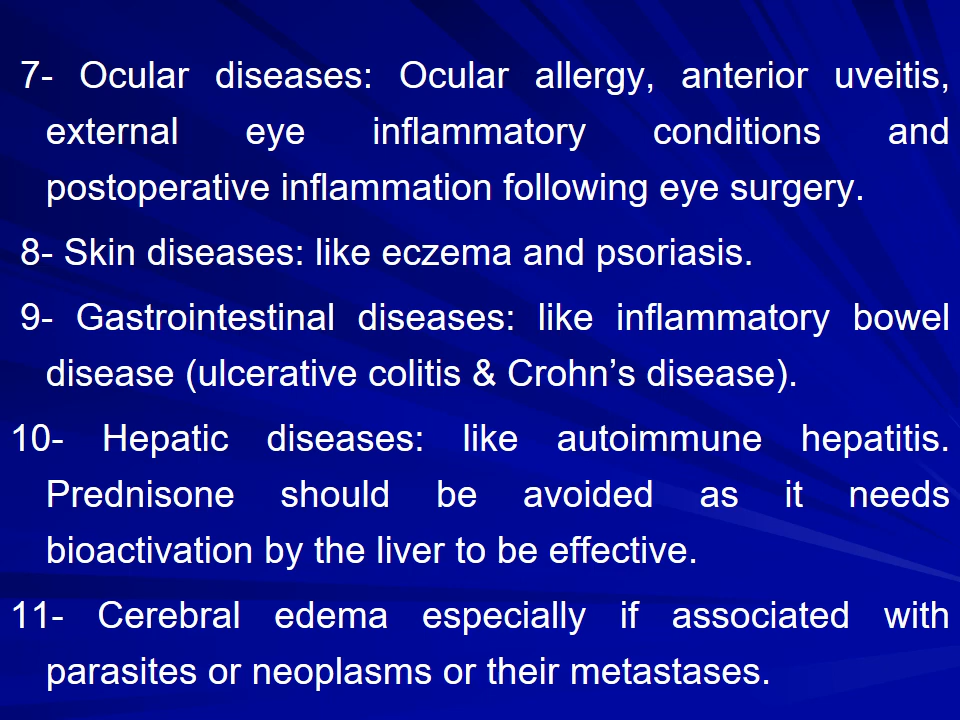 7- Ocular diseases: Ocular allergy, anterior uveitis,
external eye inflammatory conditions and
postoperative inflammation following eye surgery.
8- Skin diseases: like eczema and psoriasis.
9- Gastrointestinal diseases: like inflammatory bowel
disease (ulcerative colitis & Crohn’s disease).
10- Hepatic diseases: like autoimmune hepatitis.
Prednisone should be avoided as it needs
bioactivation by the liver to be effective.
11- Cerebral edema especially if associated with
parasites or neoplasms or their metastases.